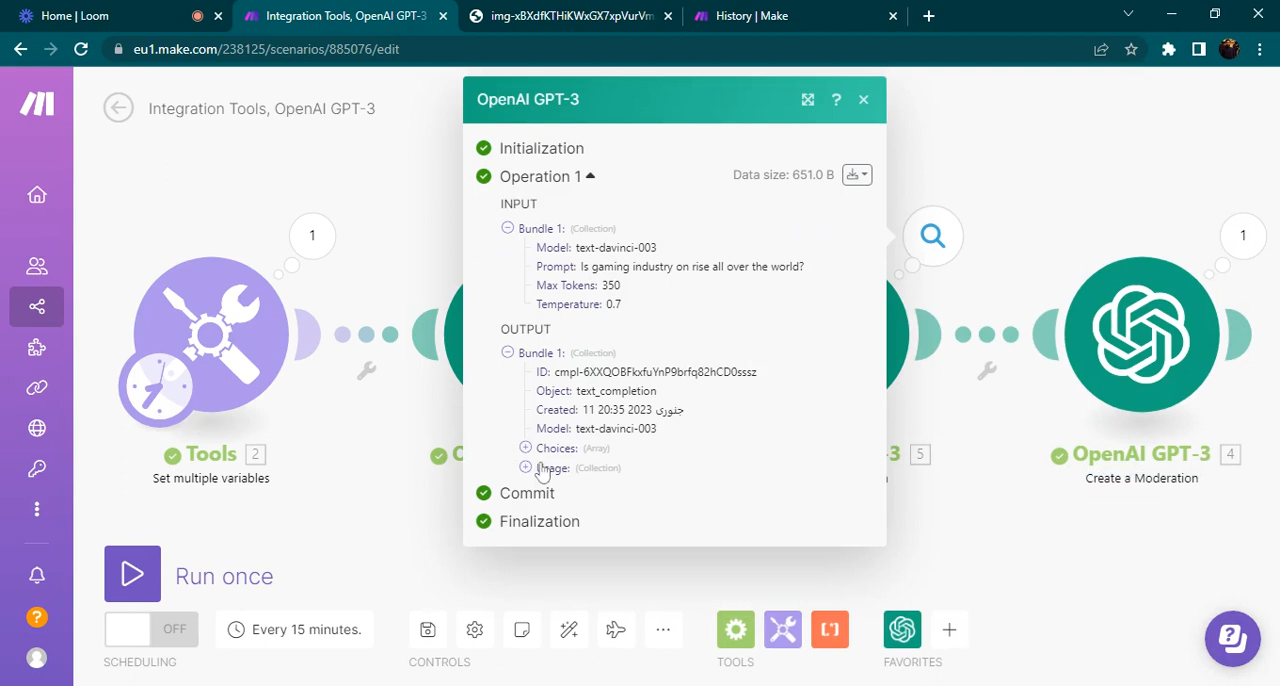 Home | Loom
Integration Tools, OpenAI GPT-3
img-xBXdfKTHiKWxGX7xpVurVm
History | Make
eu1.make.com/238125/scenarios/885076/edit
Integration Tools, OpenAI GPT-3
OpenAI GPT-3
?
Initialization
Operation 1
Data size: 651.0 B
INPUT
Bundle 1: (Collection)
Model: text-davinci-003
Prompt: Is gaming industry on rise all over the world?
Max Tokens: 350
Temperature: 0.7
OUTPUT
Bundle 1: (Collection)
ID: cmpl-6XXQOBFkxfuYnP9brfq82hCD0sssz
Object: text_completion
Created: 11 جنوری 2023 20:35
Model: text-davinci-003
Choices: (Array)
Image: (Collection)
Commit
Finalization
1
1
Tools 2
Set multiple variables
-3 5
OpenAI GPT-3 4
Create a Moderation
Run once
OFF
Every 15 minutes.
SCHEDULING
CONTROLS
TOOLS
FAVORITES
?